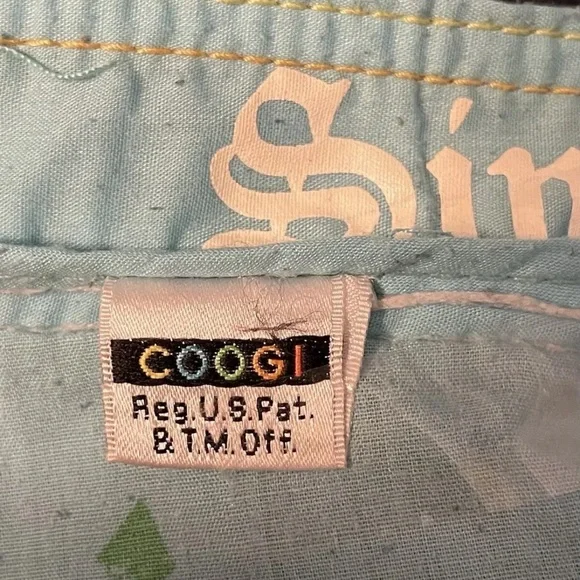 Sin
COOGI
Reg.U.S.Pat.
& T.M.Off.